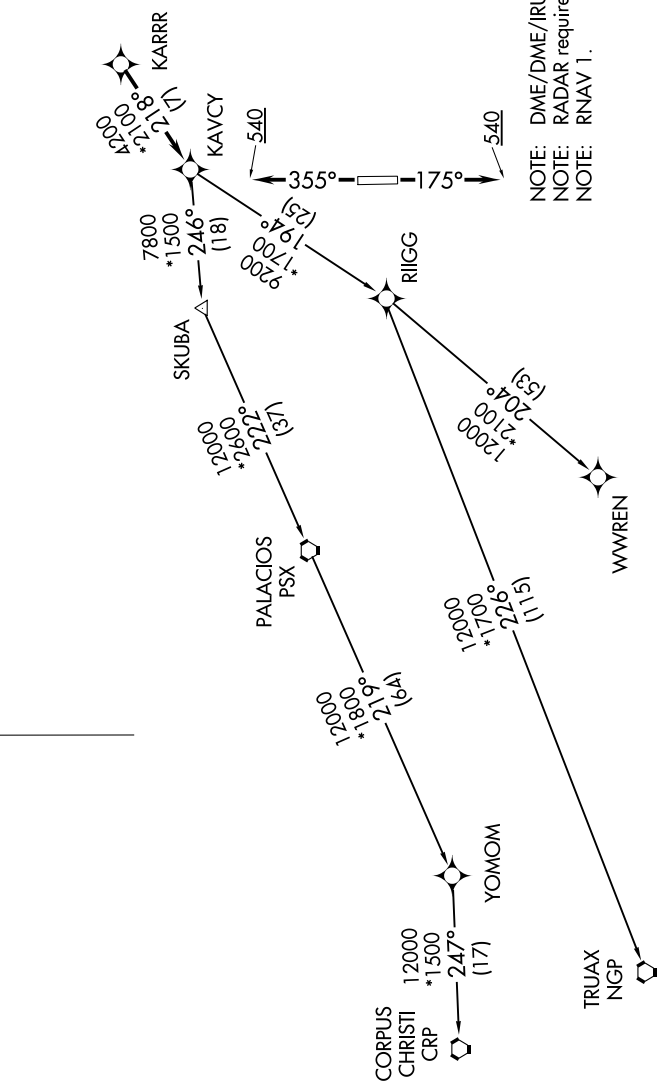 KARRR
4200
*2100
218°
(7)
KAVCY
540
355°
175°
540
NOTE: DME/DME/IRU
NOTE: RADAR require
NOTE: RNAV 1.
7800
*1500
246°
(18)
9200
*1700
194°
(25)
SKUBA
RIIGG
12000
*2600
222°
(37)
12000
*2100
204°
(53)
WWREN
PALACIOS
PSX
12000
*1700
226°
(115)
12000
*1800
219°
(64)
YOMOM
12000
*1500
247°
(17)
CORPUS
CHRISTI
CRP
TRUAX
NGP